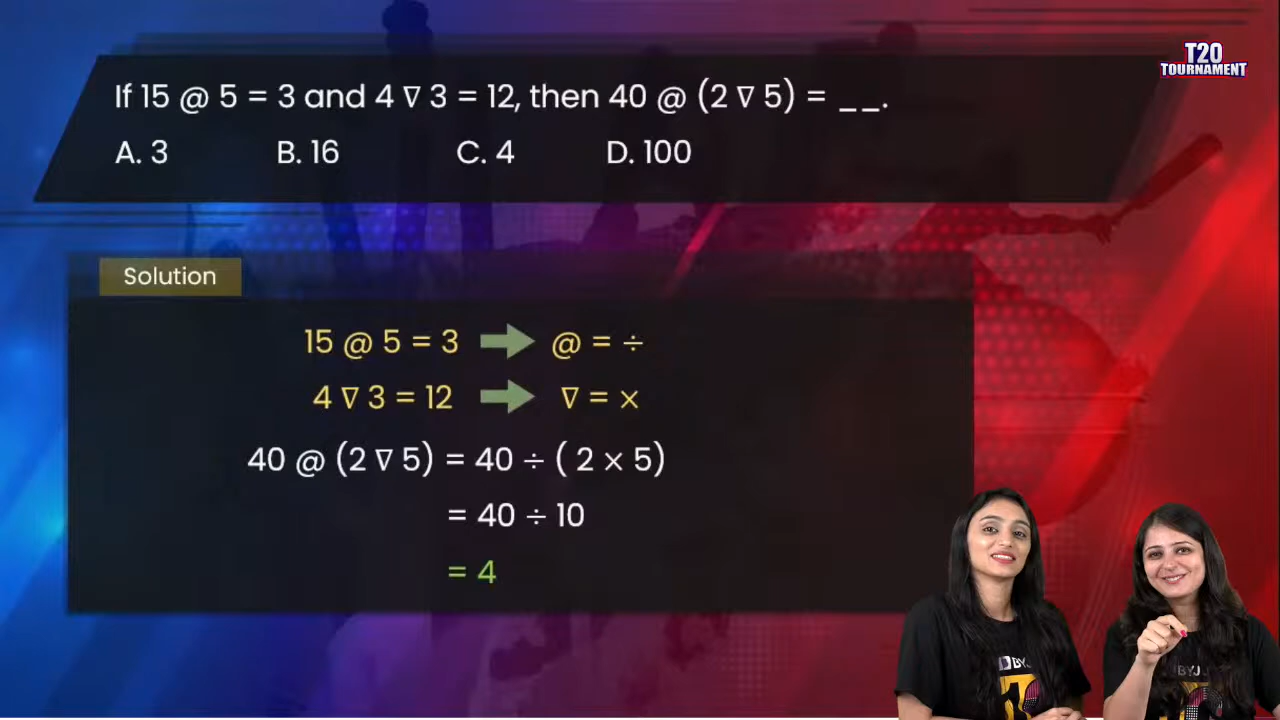 T20
TOURNAMENT
If 15 @ 5 = 3 and 4 ∇ 3 = 12, then 40 @ (2 ∇ 5) = __.
A. 3 B. 16 C. 4 D. 100
Solution
15 @ 5 = 3 ➡ @ = ÷
4 ∇ 3 = 12 ➡ ∇ = ×
40 @ (2 ∇ 5) = 40 ÷ ( 2 × 5)
= 40 ÷ 10
= 4